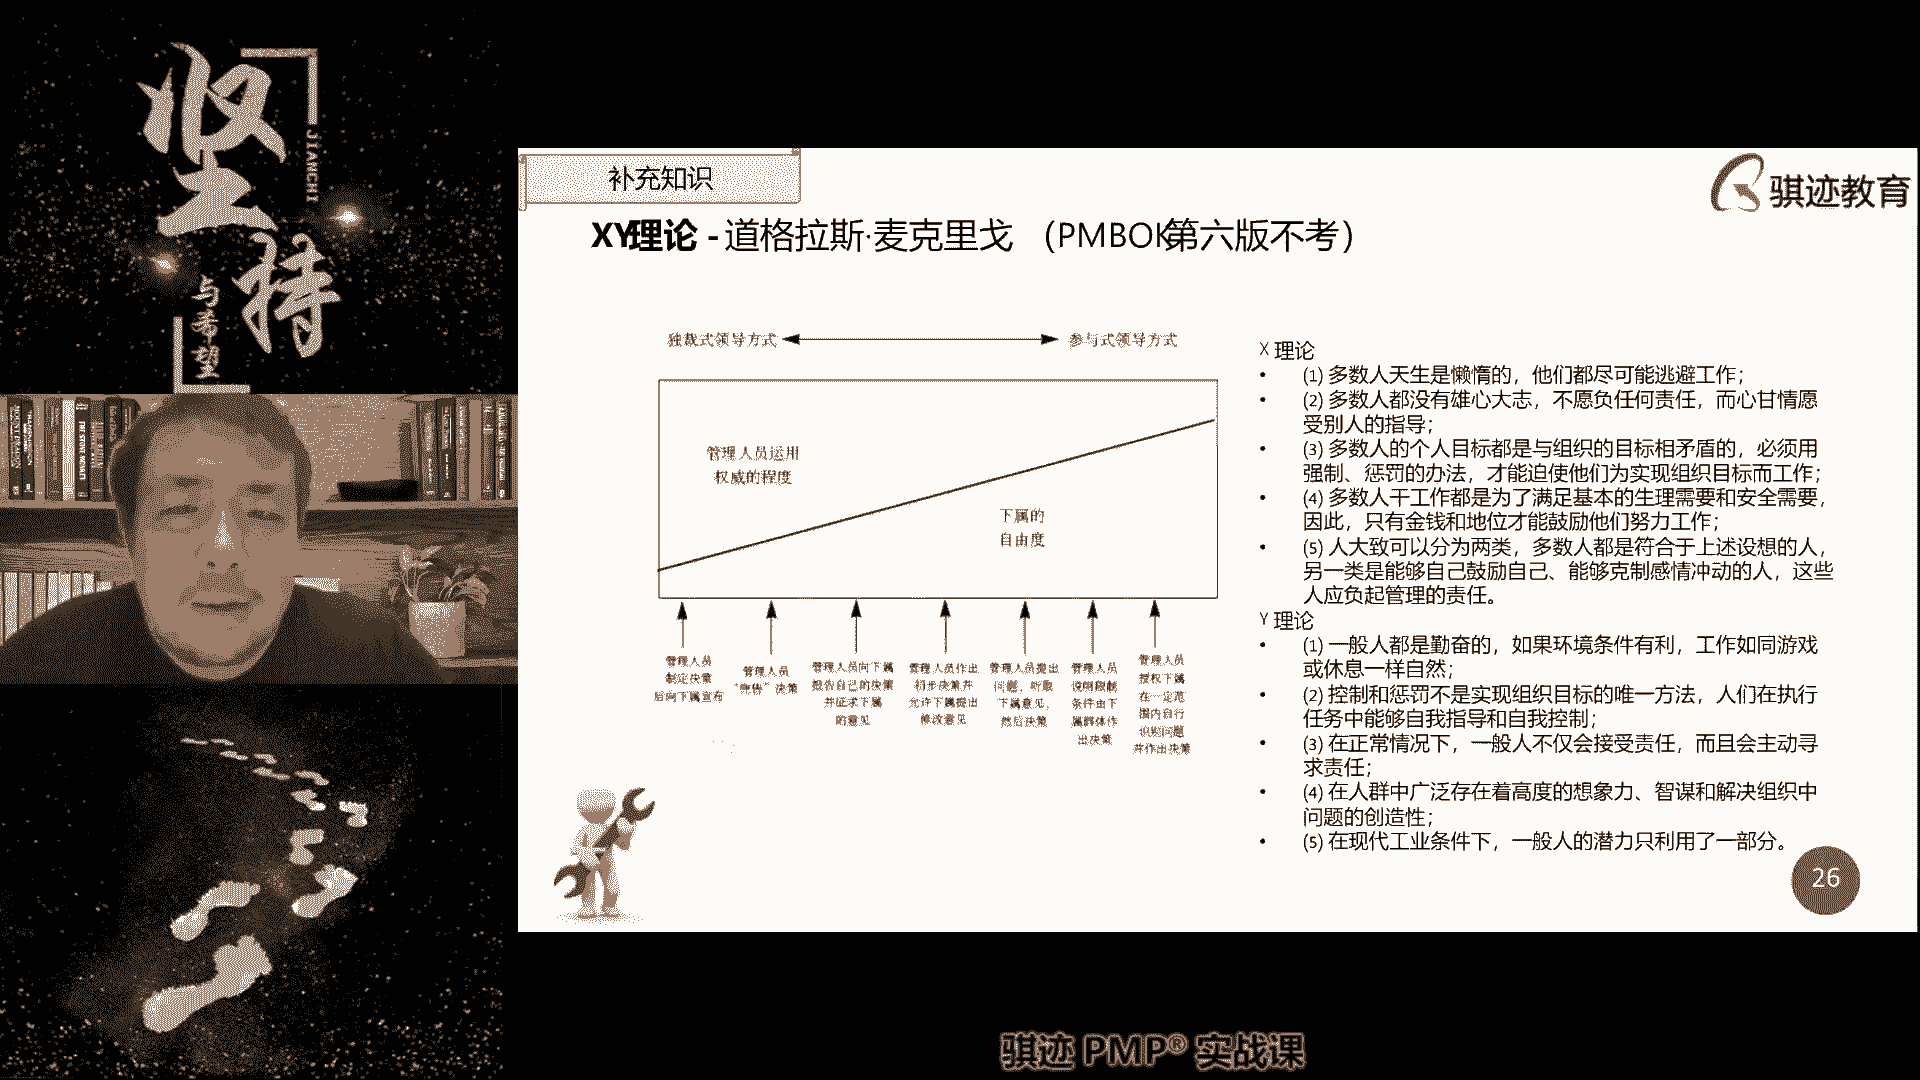 坚持
JIANCHI
与希望
补充知识
骐迹教育
XY理论 - 道格拉斯·麦克里戈 （PMBOK第六版不考）
独裁式领导方式
参与式领导方式
管理人员运用
权威的程度
下属的
自由度
管理人员
制定决策
后向下属宣布
管理人员
“兜售”决策
管理人员向下属
报告自己的决策
并征求下属
的意见
管理人员作出
初步决策并
允许下属提出
修改意见
管理人员提出
问题，听取
下属意见，
然后决策
管理人员
说明限制
条件由下
属群体作
出决策
管理人员
授权下属
在一定范
围内自行
识别问题
并作出决策
X 理论
• (1) 多数人天生是懒惰的，他们都尽可能逃避工作；
• (2) 多数人都没有雄心大志，不愿负任何责任，而心甘情愿
受别人的指导；
• (3) 多数人的个人目标都是与组织的目标相矛盾的，必须用
强制、惩罚的办法，才能迫使他们为实现组织目标而工作；
• (4) 多数人干工作都是为了满足基本的生理需要和安全需要，
因此，只有金钱和地位才能鼓励他们努力工作；
• (5) 人大致可以分为两类，多数人都是符合于上述设想的人，
另一类是能够自己鼓励自己、能够克制感情冲动的人，这些
人应负起管理的责任。
Y 理论
• (1) 一般人都是勤奋的，如果环境条件有利，工作如同游戏
或休息一样自然；
• (2) 控制和惩罚不是实现组织目标的唯一方法，人们在执行
任务中能够自我指导和自我控制；
• (3) 在正常情况下，一般人不仅会接受责任，而且会主动寻
求责任；
• (4) 在人群中广泛存在着高度的想象力、智谋和解决组织中
问题的创造性；
• (5) 在现代工业条件下，一般人的潜力只利用了一部分。
26
骐迹 PMP® 实战课